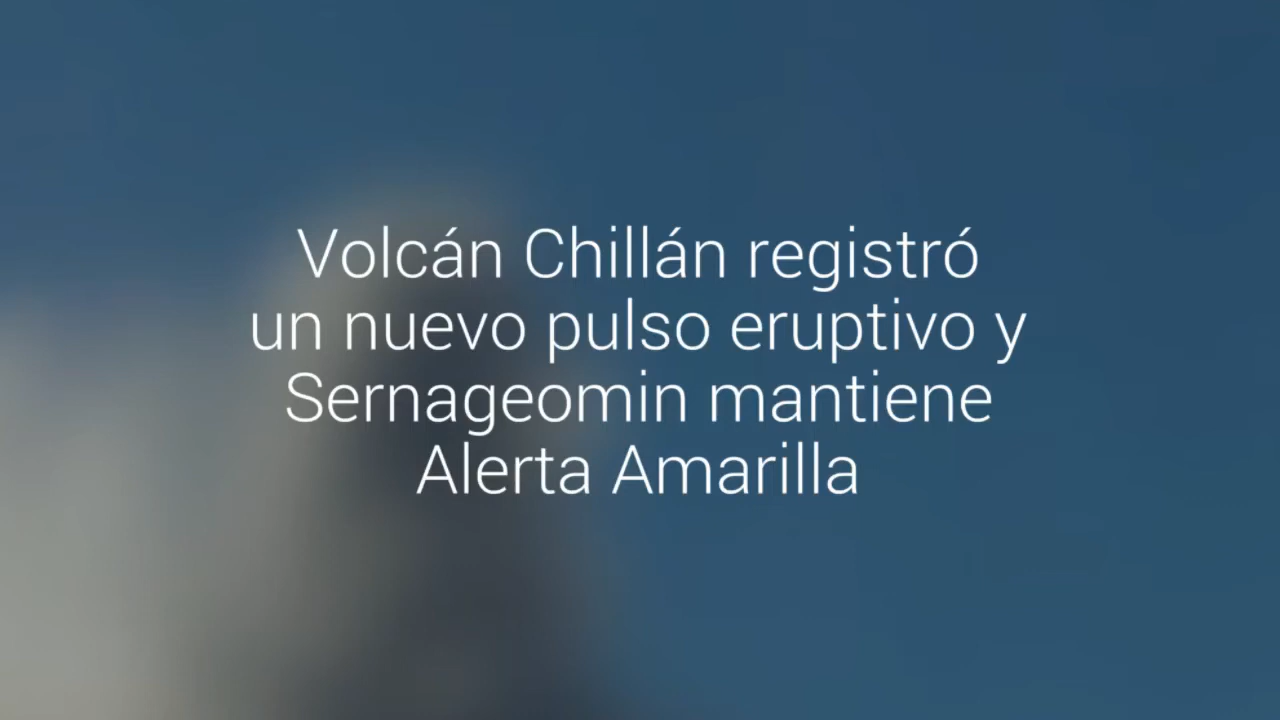 Volcán Chillán registró
un nuevo pulso eruptivo y
Sernageomin mantiene
Alerta Amarilla